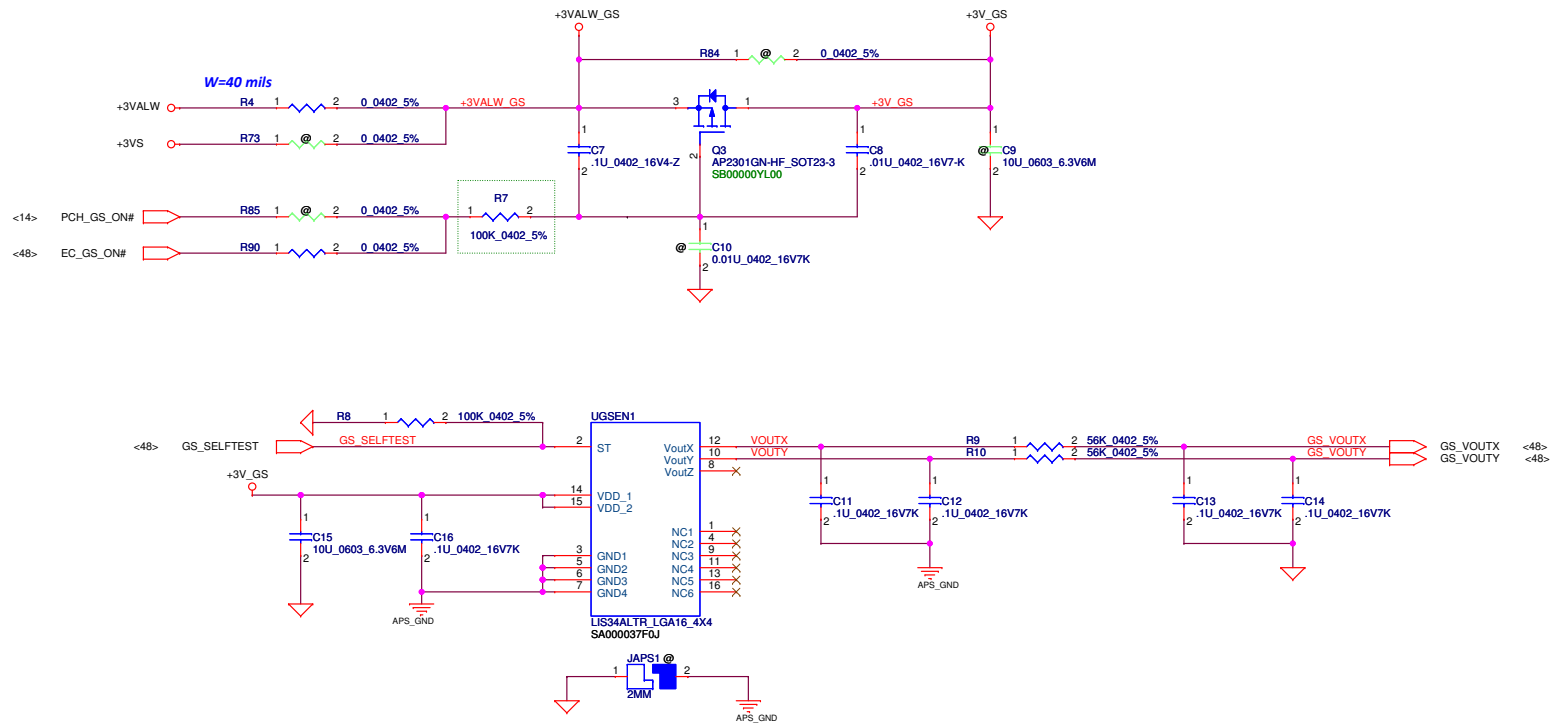 +3VALW_GS
+3V_GS
R84 1 @ 2 0_0402_5%
W=40 mils
+3VALW R4 1 2 0_0402_5% +3VALW_GS 3 1 +3V_GS
+3VS R73 1 @ 2 0_0402_5%
1 C7 .1U_0402_16V4-Z 2
2 Q3
AP2301GN-HF_SOT23-3
SB00000YL00
1 C8 .01U_0402_16V7-K 2
1 @ C9 10U_0603_6.3V6M 2
<14> PCH_GS_ON# R85 1 @ 2 0_0402_5%
R7
1 2
100K_0402_5%
<48> EC_GS_ON# R90 1 2 0_0402_5%
1 @ C10
0.01U_0402_16V7K
2
R8 1 2 100K_0402_5%
<48> GS_SELFTEST GS_SELFTEST
+3V_GS
1 C15 10U_0603_6.3V6M 2
1 C16 .1U_0402_16V7K 2
APS_GND
UGSEN1
2 ST
14 VDD_1
15 VDD_2
3 GND1
5 GND2
6 GND3
7 GND4
VoutX 12
VoutY 10
VoutZ 8
NC1 1
NC2 4
NC3 9
NC4 11
NC5 13
NC6 16
LIS34ALTR_LGA16_4X4
SA000037F0J
VOUTX R9 1 2 56K_0402_5% GS_VOUTX GS_VOUTX <48>
VOUTY R10 1 2 56K_0402_5% GS_VOUTY GS_VOUTY <48>
1 C11 .1U_0402_16V7K 2
1 C12 .1U_0402_16V7K 2
1 C13 .1U_0402_16V7K 2
1 C14 .1U_0402_16V7K 2
APS_GND
JAPS1 @
1 2
2MM
APS_GND